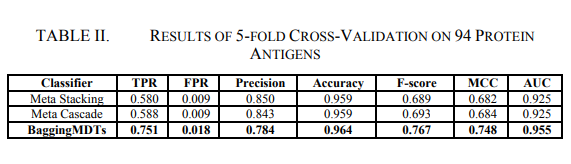 TABLE II. RESULTS OF 5-FOLD CROSS-VALIDATION ON 94 PROTEIN
ANTIGENS
Classifier TPR FPR Precision Accuracy F-score MCC AUC
Meta Stacking 0.580 0.009 0.850 0.959 0.689 0.682 0.925
Meta Cascade 0.588 0.009 0.843 0.959 0.693 0.684 0.925
BaggingMDTs 0.751 0.018 0.784 0.964 0.767 0.748 0.955